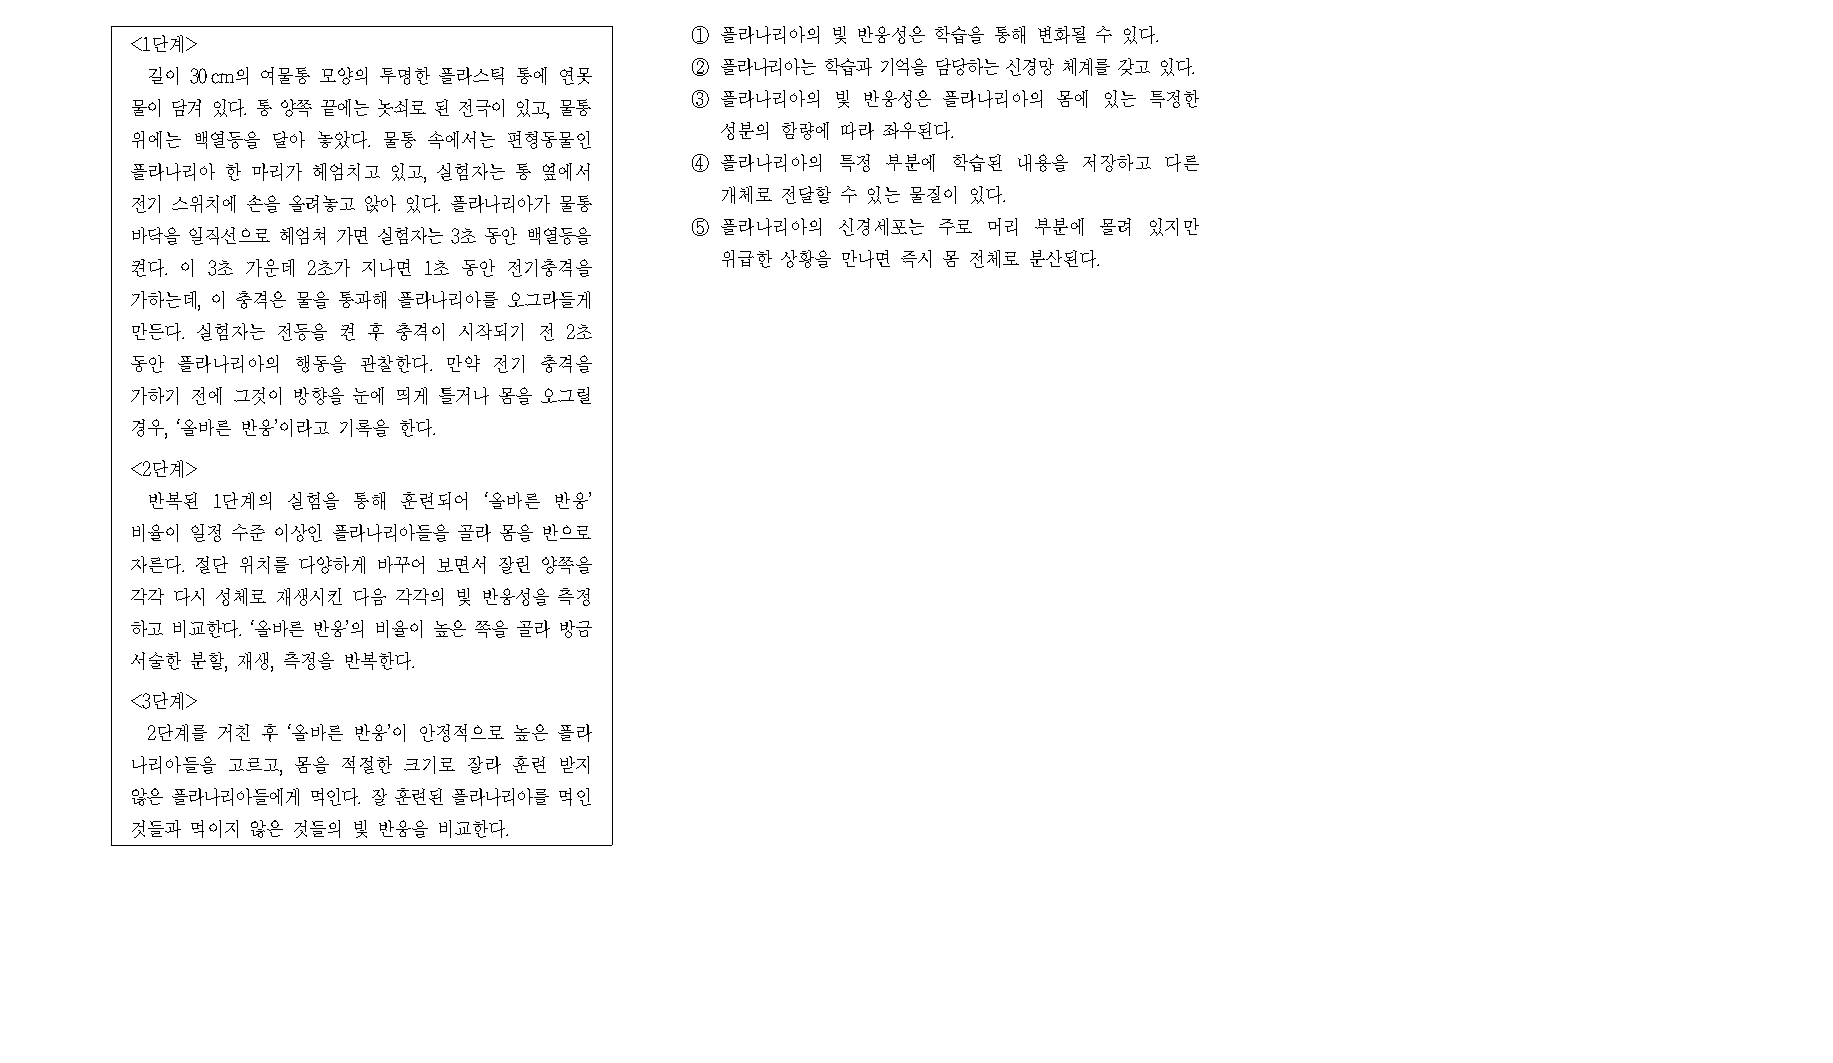 <1단계>
길이 30cm의 여물통 모양의 투명한 플라스틱 통에 연못
물이 담겨 있다. 통 양쪽 끝에는 놋쇠로 된 전극이 있고, 물통
위에는 백열등을 달아 놓았다. 물통 속에서는 편형동물인
플라나리아 한 마리가 헤엄치고 있고, 실험자는 통 옆에서
전기 스위치에 손을 올려놓고 앉아 있다. 플라나리아가 물통
바닥을 일직선으로 헤엄쳐 가면 실험자는 3초 동안 백열등을
켠다. 이 3초 가운데 2초가 지나면 1초 동안 전기충격을
가하는데, 이 충격은 물을 통과해 플라나리아를 오그라들게
만든다. 실험자는 전등을 켠 후 충격이 시작되기 전 2초
동안 플라나리아의 행동을 관찰한다. 만약 전기 충격을
가하기 전에 그것이 방향을 눈에 띄게 틀거나 몸을 오그릴
경우, ‘올바른 반응’이라고 기록을 한다.
<2단계>
반복된 1단계의 실험을 통해 훈련되어 ‘올바른 반응’
비율이 일정 수준 이상인 플라나리아들을 골라 몸을 반으로
자른다. 절단 위치를 다양하게 바꾸어 보면서 잘린 양쪽을
각각 다시 성체로 재생시킨 다음 각각의 빛 반응성을 측정
하고 비교한다. ‘올바른 반응’의 비율이 높은 쪽을 골라 방금
서술한 분할, 재생, 측정을 반복한다.
<3단계>
2단계를 거친 후 ‘올바른 반응’이 안정적으로 높은 플라
나리아들을 고르고, 몸을 적절한 크기로 잘라 훈련 받지
않은 플라나리아들에게 먹인다. 잘 훈련된 플라나리아를 먹인
것들과 먹이지 않은 것들의 빛 반응을 비교한다.
① 플라나리아의 빛 반응성은 학습을 통해 변화될 수 있다.
② 플라나리아는 학습과 기억을 담당하는 신경망 체계를 갖고 있다.
③ 플라나리아의 빛 반응성은 플라나리아의 몸에 있는 특정한
성분의 함량에 따라 좌우된다.
④ 플라나리아의 특정 부분에 학습된 내용을 저장하고 다른
개체로 전달할 수 있는 물질이 있다.
⑤ 플라나리아의 신경세포는 주로 머리 부분에 몰려 있지만
위급한 상황을 만나면 즉시 몸 전체로 분산된다.